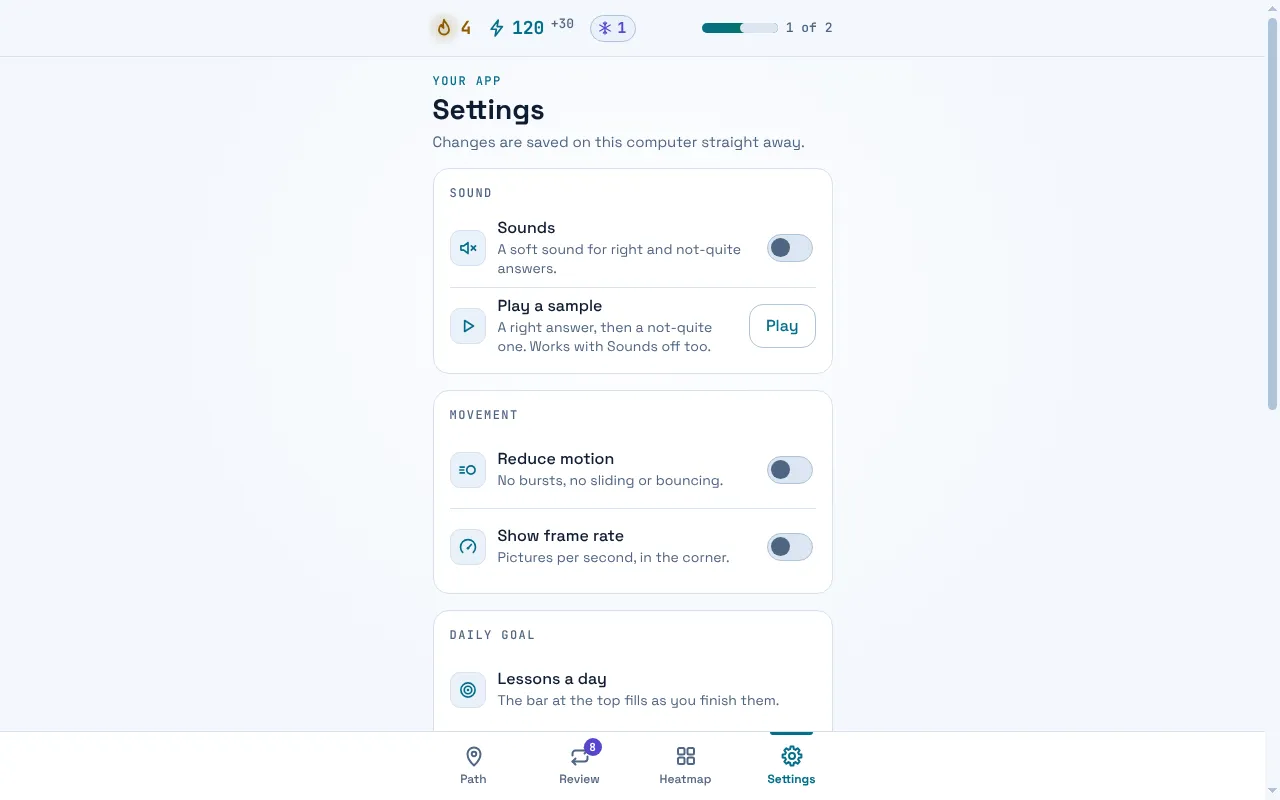 4 120 +30 1 1 of 2
YOUR APP
Settings
Changes are saved on this computer straight away.
SOUND
Sounds
A soft sound for right and not-quite
answers.
Play a sample
A right answer, then a not-quite
one. Works with Sounds off too.
Play
MOVEMENT
Reduce motion
No bursts, no sliding or bouncing.
Show frame rate
Pictures per second, in the corner.
DAILY GOAL
Lessons a day
The bar at the top fills as you finish them.
8
Path Review Heatmap Settings